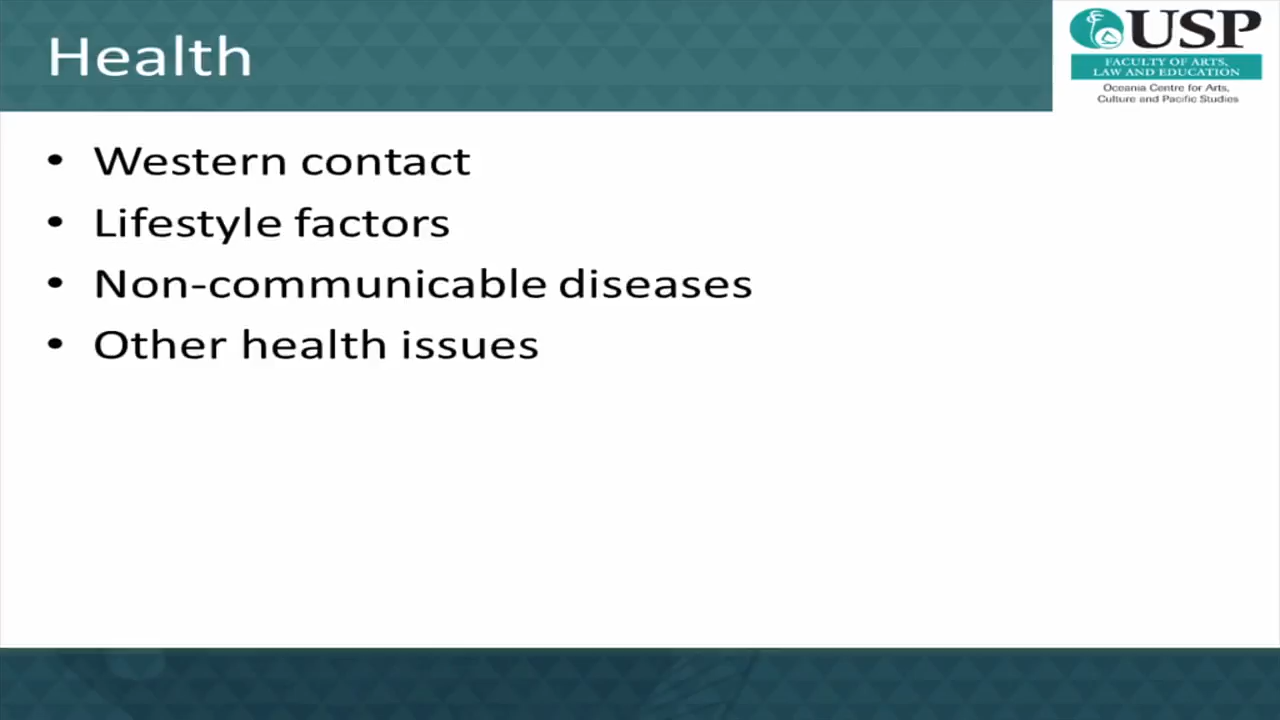 Health
USP
FACULTY OF ARTS,
LAW AND EDUCATION
Oceania Centre for Arts,
Culture and Pacific Studies
• Western contact
• Lifestyle factors
• Non-communicable diseases
• Other health issues